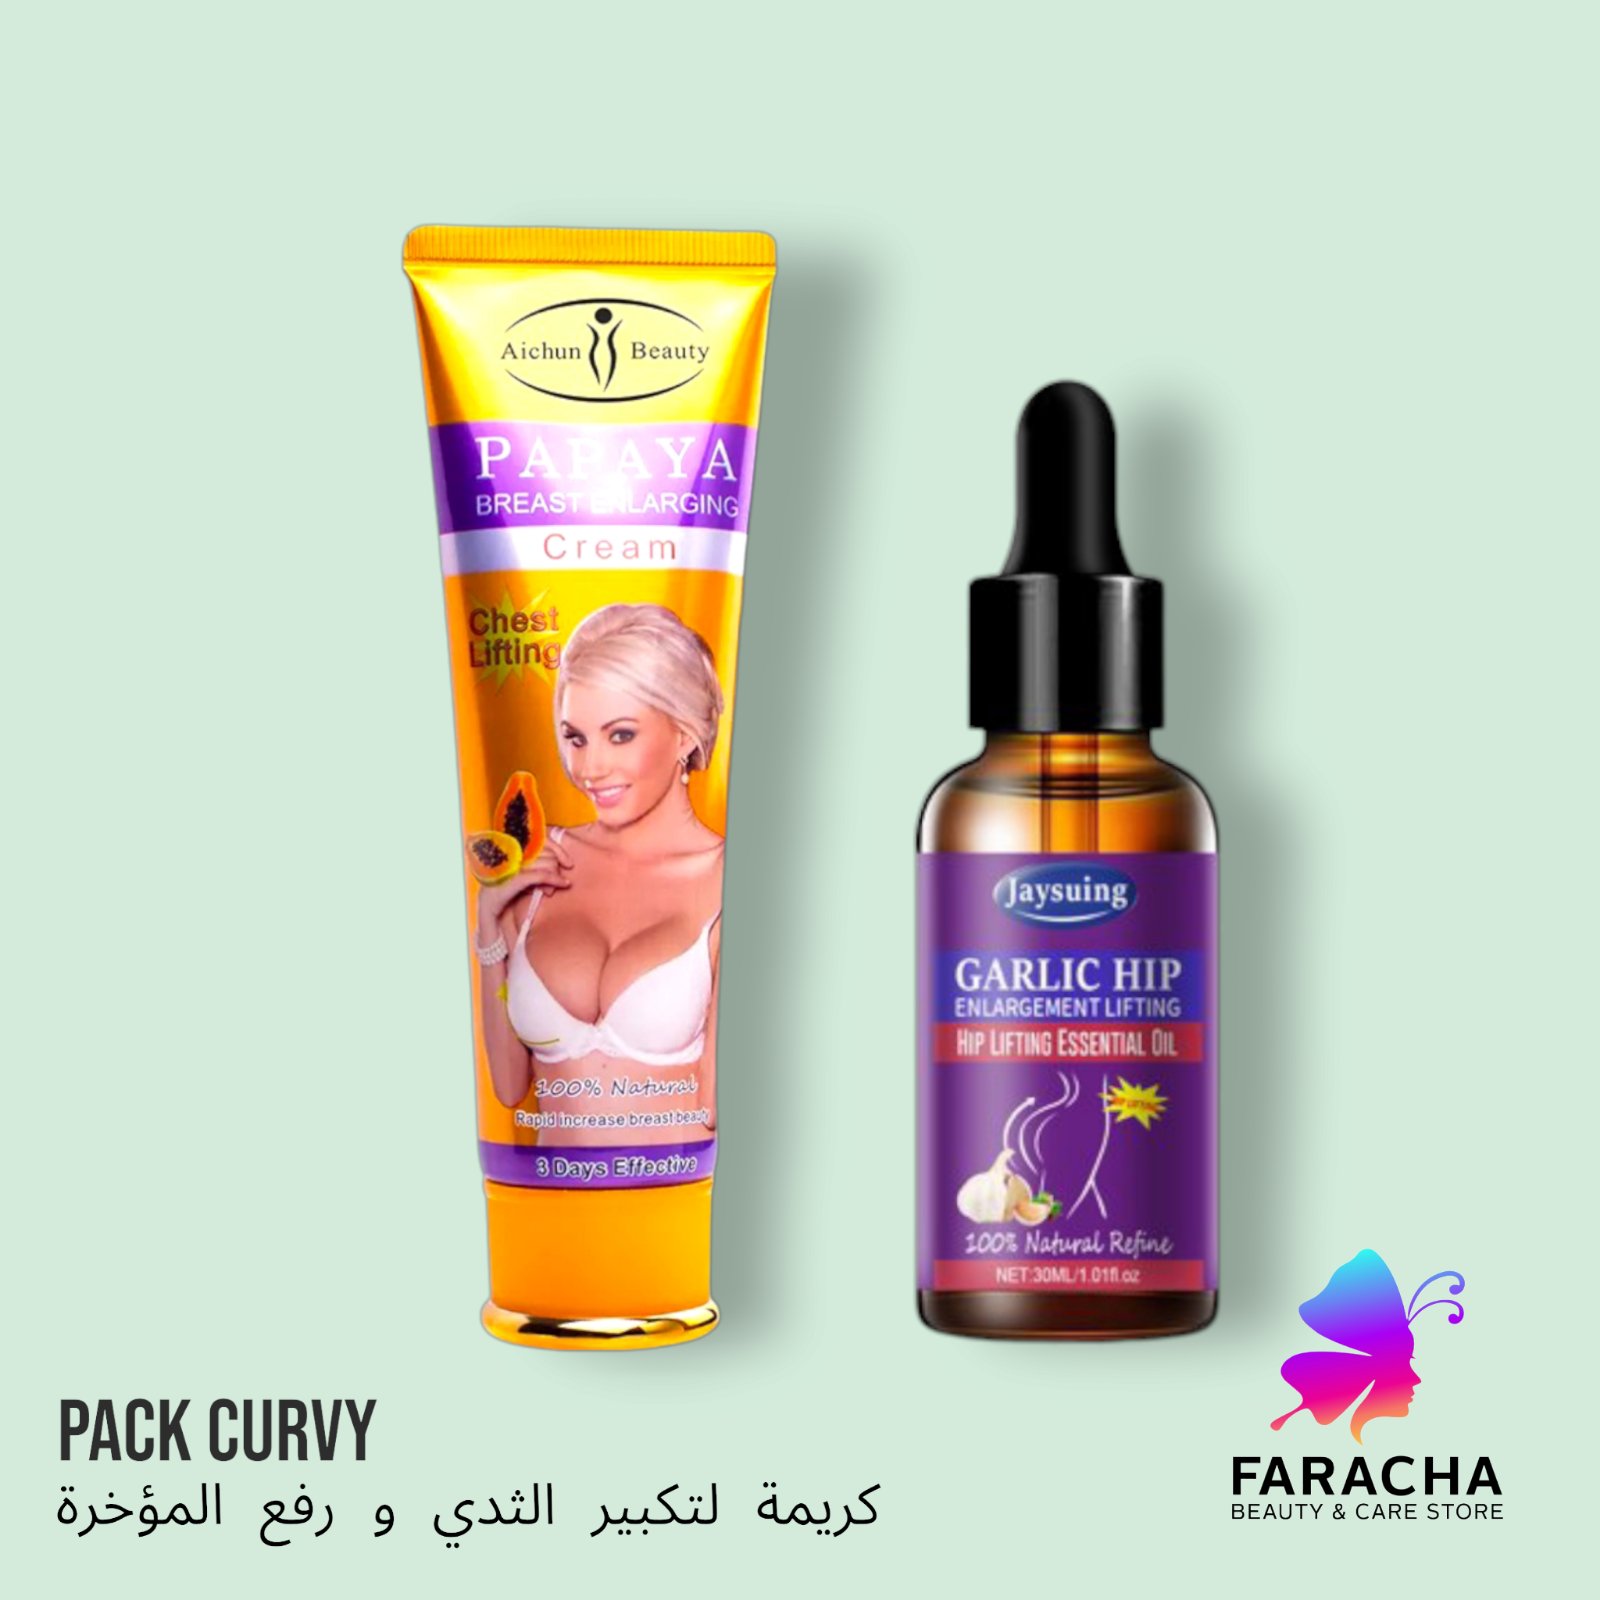 Aichun Beauty
PAPAYA
BREAST ENLARGING
Cream
Chest
Lifting
100% Natural
Rapid increase breast beauty
3 Days Effective
Jaysuing
GARLIC HIP
ENLARGEMENT LIFTING
HIP LIFTING ESSENTIAL OIL
100% Natural Refine
NET:30ML/1.01fl.oz
PACK CURVY
كريمة لتكبير الثدي و رفع المؤخرة
FARACHA
BEAUTY & CARE STORE